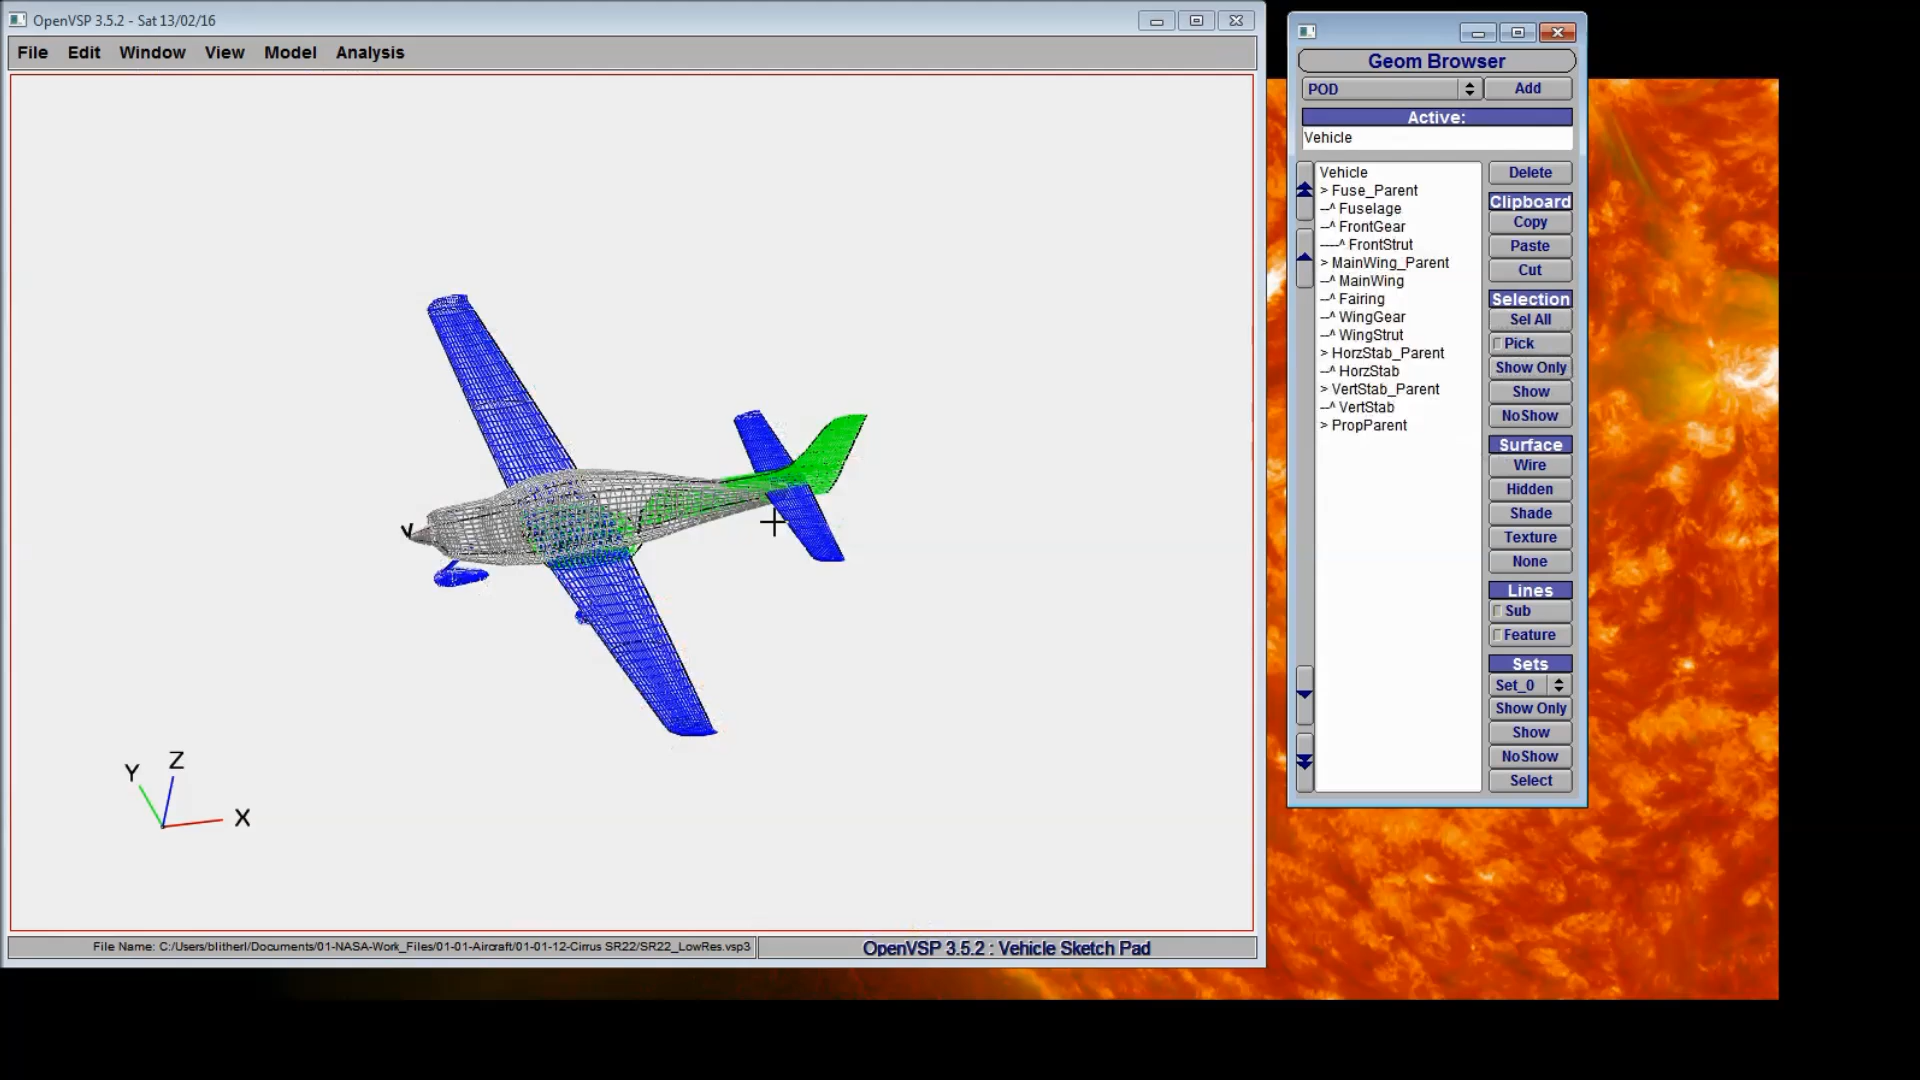 OpenVSP 3.5.2 - Sat 13/02/16
File Edit Window View Model Analysis
Y Z X
File Name: C:/Users/blitherl/Documents/01-NASA-Work_Files/01-01-Aircraft/01-01-12-Cirrus SR22/SR22_LowRes.vsp3
OpenVSP 3.5.2 : Vehicle Sketch Pad
Geom Browser
POD Add
Active:
Vehicle
Vehicle
> Fuse_Parent
--^ Fuselage
--^ FrontGear
----^ FrontStrut
> MainWing_Parent
--^ MainWing
--^ Fairing
--^ WingGear
--^ WingStrut
> HorzStab_Parent
--^ HorzStab
> VertStab_Parent
--^ VertStab
> PropParent
Delete
Clipboard
Copy
Paste
Cut
Selection
Sel All
Pick
Show Only
Show
NoShow
Surface
Wire
Hidden
Shade
Texture
None
Lines
Sub
Feature
Sets
Set_0
Show Only
Show
NoShow
Select